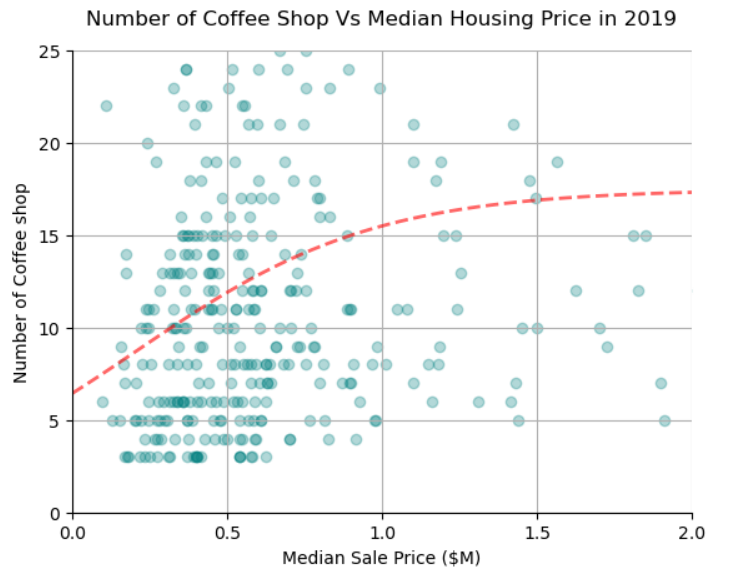 Number of Coffee Shop Vs Median Housing Price in 2019
25
20
15
10
5
0
Number of Coffee shop
0.0 0.5 1.0 1.5 2.0
Median Sale Price ($M)